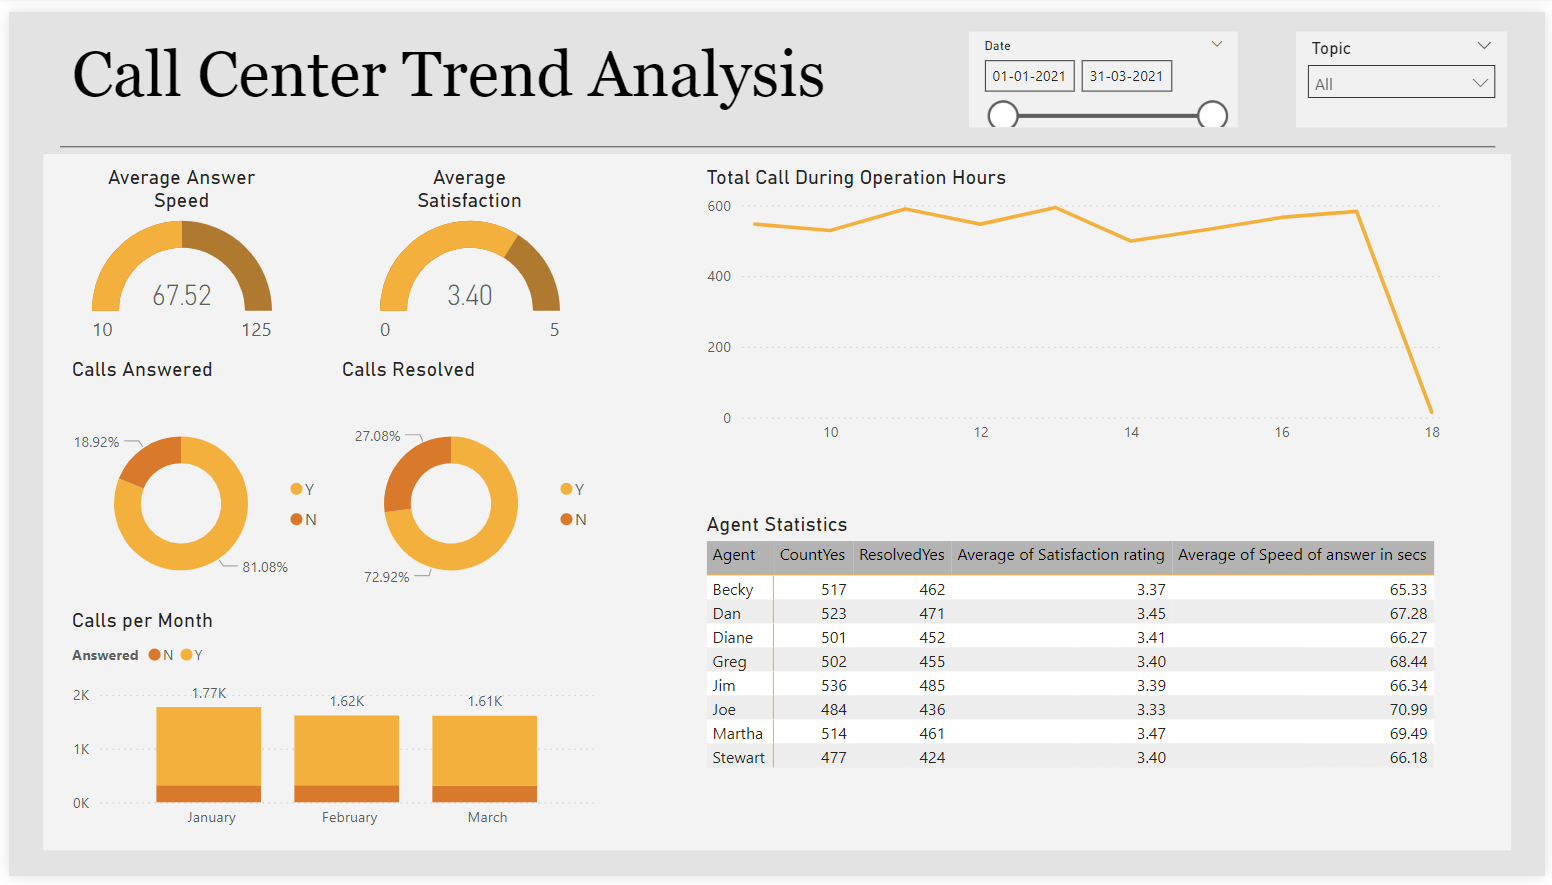 Call Center Trend Analysis
Date
01-01-2021 31-03-2021
Topic
All
Average Answer
Speed
67.52
10 125
Average
Satisfaction
3.40
0 5
Calls Answered
18.92%
81.08%
Y
N
Calls Resolved
27.08%
72.92%
Y
N
Calls per Month
Answered N Y
2K
1K
0K
1.77K 1.62K 1.61K
January February March
Total Call During Operation Hours
600
400
200
0
10 12 14 16 18
Agent Statistics
Agent CountYes ResolvedYes Average of Satisfaction rating Average of Speed of answer in secs
Becky 517 462 3.37 65.33
Dan 523 471 3.45 67.28
Diane 501 452 3.41 66.27
Greg 502 455 3.40 68.44
Jim 536 485 3.39 66.34
Joe 484 436 3.33 70.99
Martha 514 461 3.47 69.49
Stewart 477 424 3.40 66.18